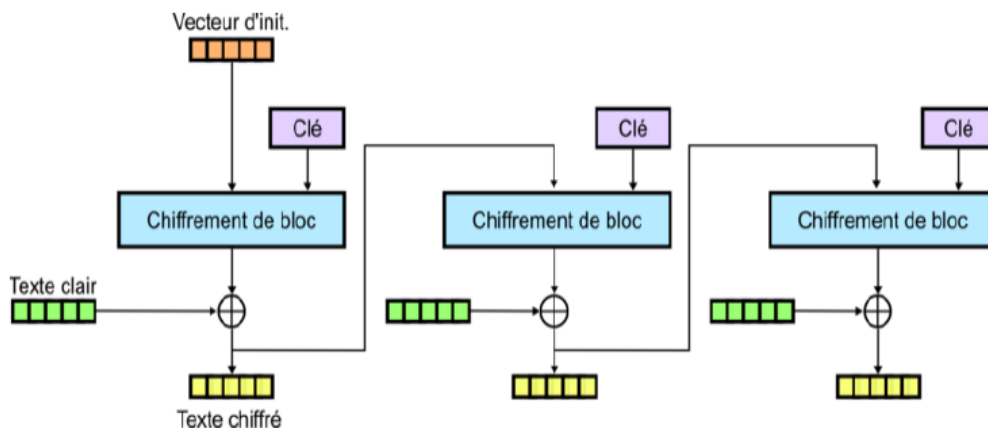 Vecteur d'init.
Clé
Clé
Clé
Chiffrement de bloc
Chiffrement de bloc
Chiffrement de bloc
Texte clair
Texte chiffré